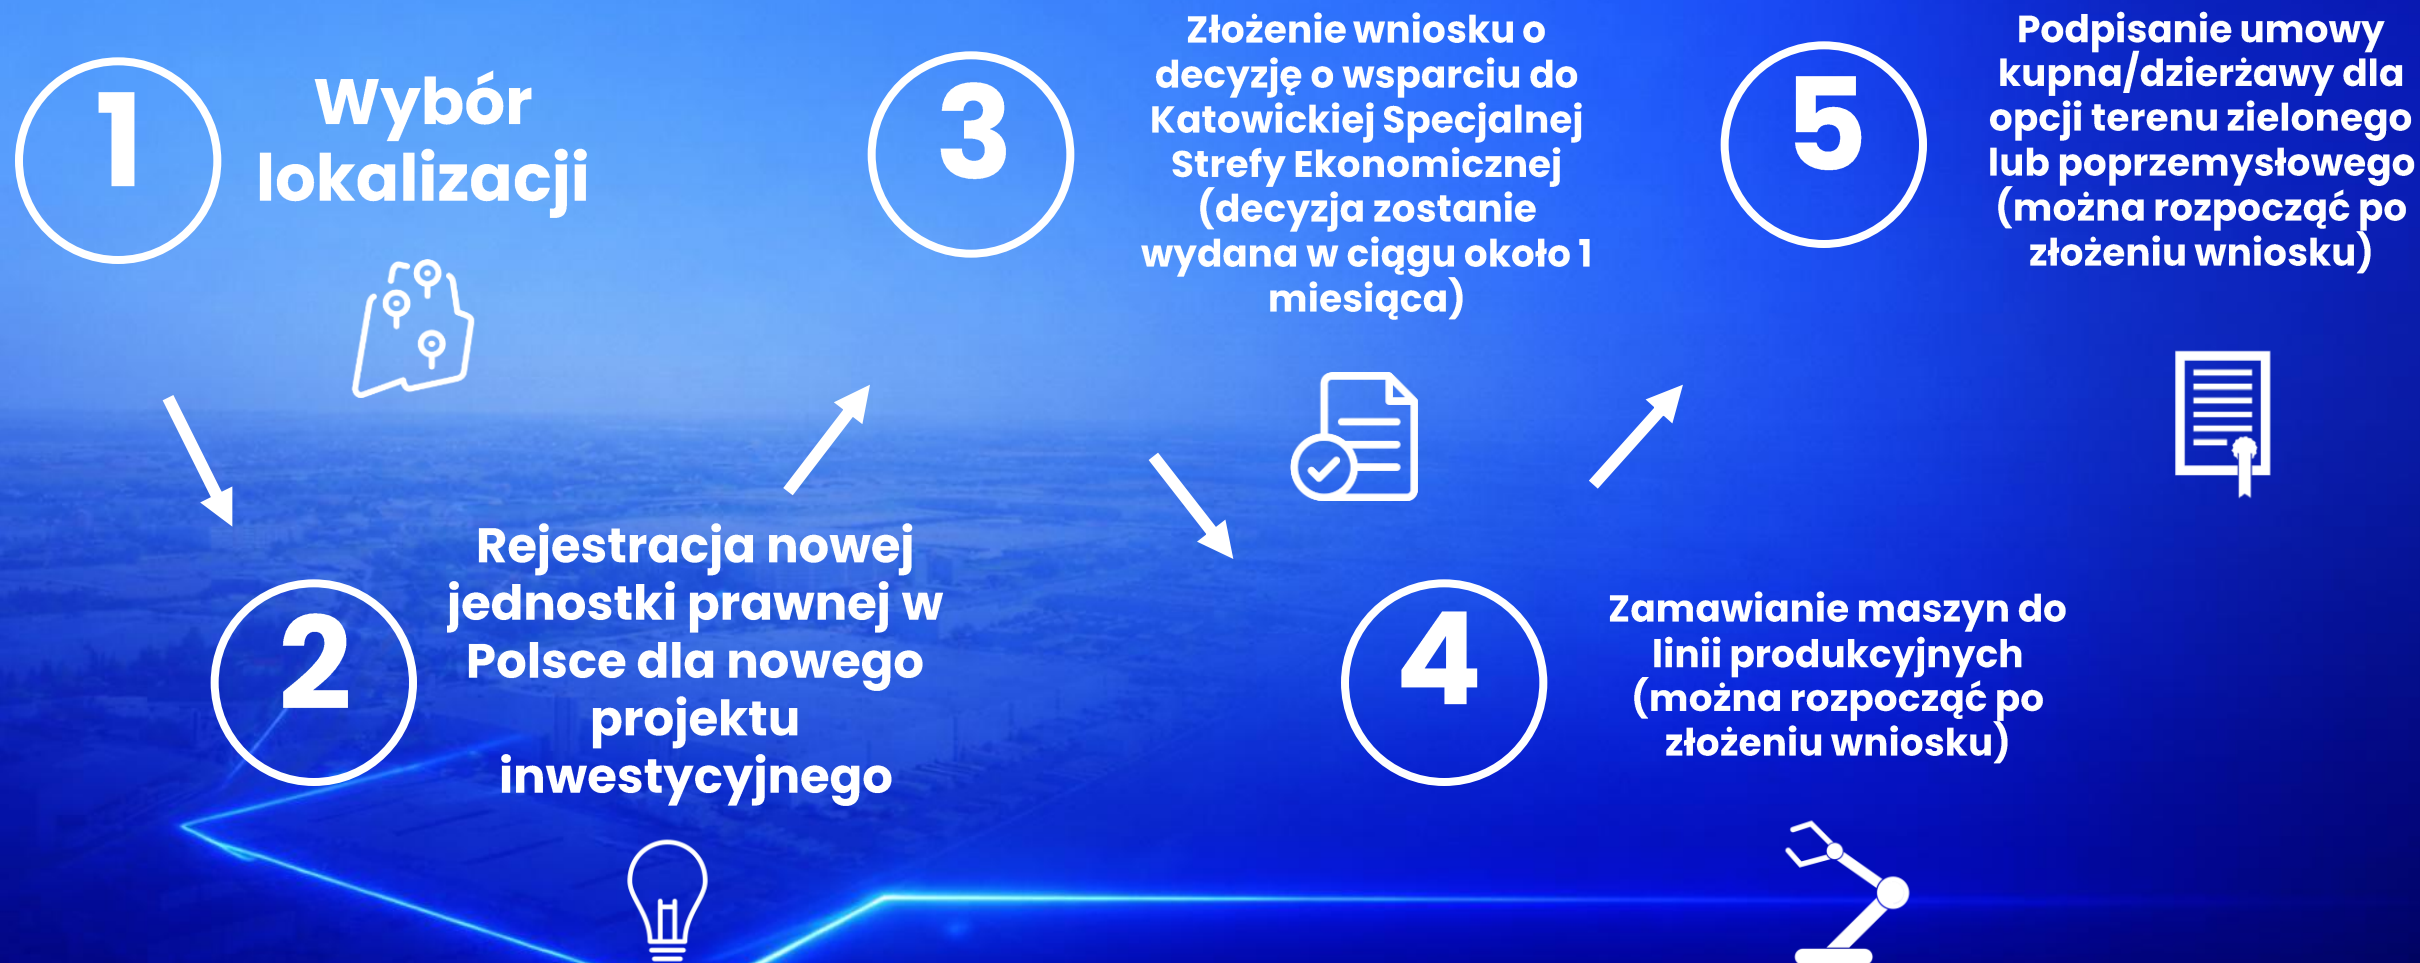 1
Wybór
lokalizacji
2
Rejestracja nowej
jednostki prawnej w
Polsce dla nowego
projektu
inwestycyjnego
3
Złożenie wniosku o
decyzję o wsparciu do
Katowickiej Specjalnej
Strefy Ekonomicznej
(decyzja zostanie
wydana w ciągu około 1
miesiąca)
4
Zamawianie maszyn do
linii produkcyjnych
(można rozpocząć po
złożeniu wniosku)
5
Podpisanie umowy
kupna/dzierżawy dla
opcji terenu zielonego
lub poprzemysłowego
(można rozpocząć po
złożeniu wniosku)